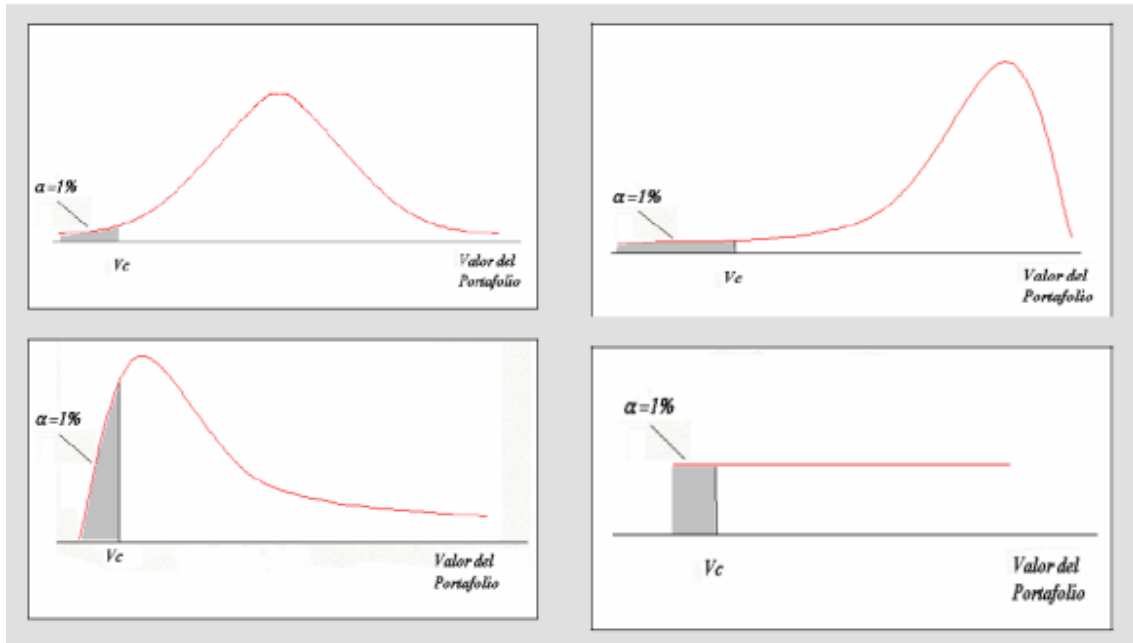 α=1%
Vc
Valor del
Portafolio
α=1%
Vc
Valor del
Portafolio
α=1%
Vc
Valor del
Portafolio
α=1%
Vc
Valor del
Portafolio